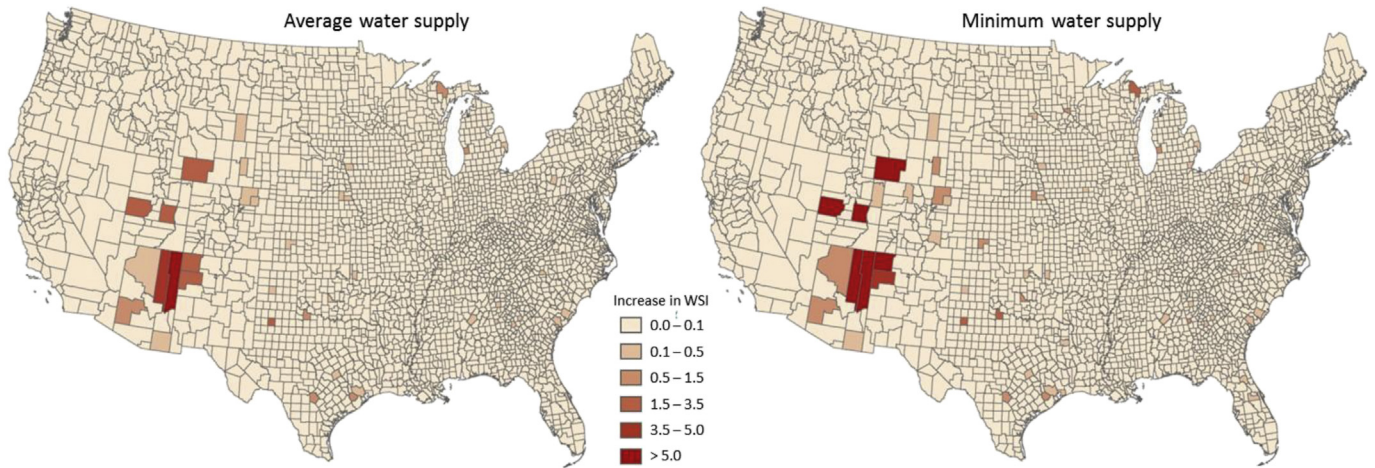 Average water supply
Minimum water supply
Increase in WSI
0.0 – 0.1
0.1 – 0.5
0.5 – 1.5
1.5 – 3.5
3.5 – 5.0
> 5.0